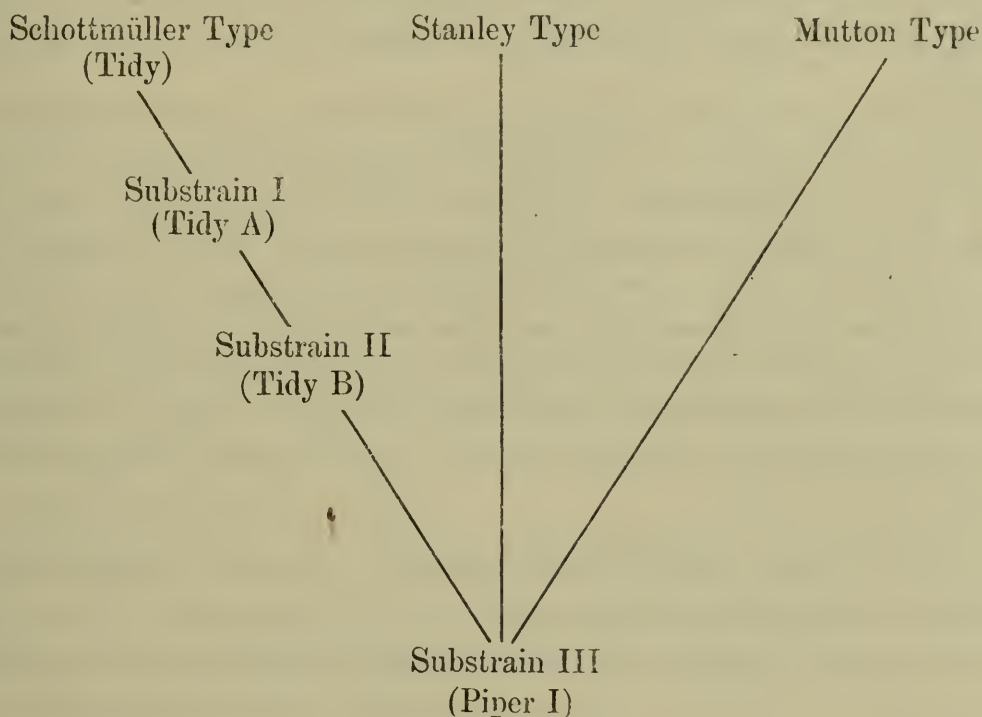 Schottmüller Type
(Tidy)
Stanley Type
Mutton Type
Substrain I
(Tidy A)
Substrain II
(Tidy B)
Substrain III
(Piper I)